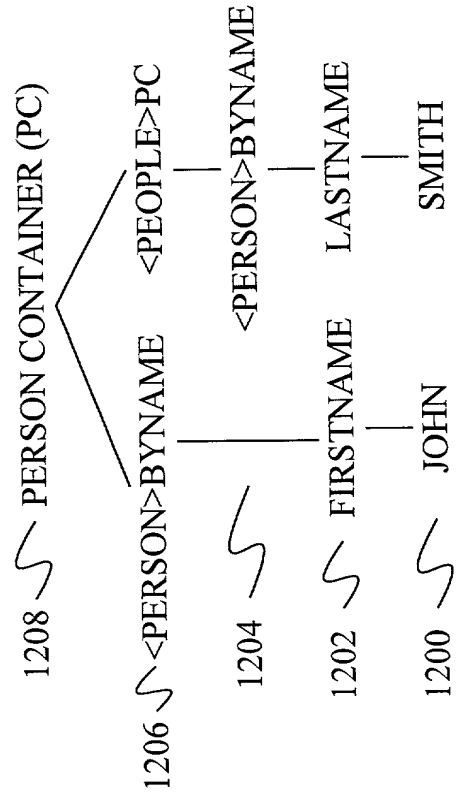 1208 PERSON CONTAINER (PC)
1206 <PERSON>BYNAME <PEOPLE>PC
1204 <PERSON>BYNAME
1202 FIRSTNAME LASTNAME
1200 JOHN SMITH